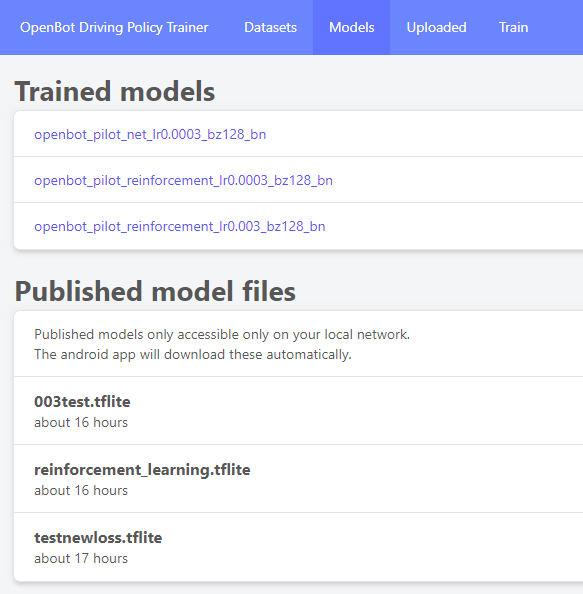 OpenBot Driving Policy Trainer Datasets Models Uploaded Train
Trained models
openbot_pilot_net_lr0.0003_bz128_bn
openbot_pilot_reinforcement_lr0.0003_bz128_bn
openbot_pilot_reinforcement_lr0.003_bz128_bn
Published model files
Published models only accessible only on your local network.
The android app will download these automatically.
003test.tflite
about 16 hours
reinforcement_learning.tflite
about 16 hours
testnewloss.tflite
about 17 hours